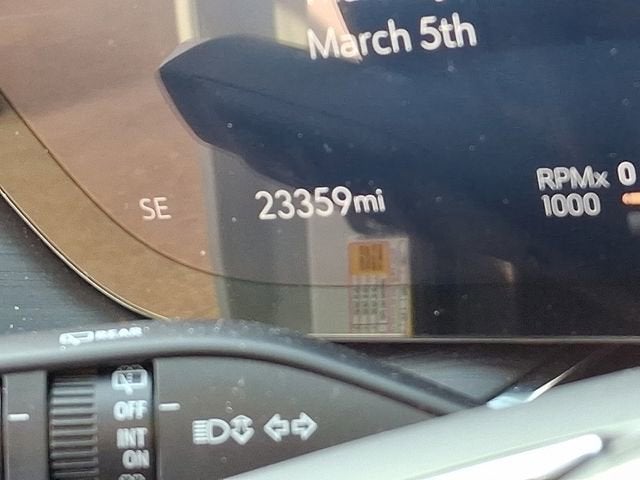 March 5th
SE
23359mi
RPMx 0
1000
REAR
OFF
INT
ON